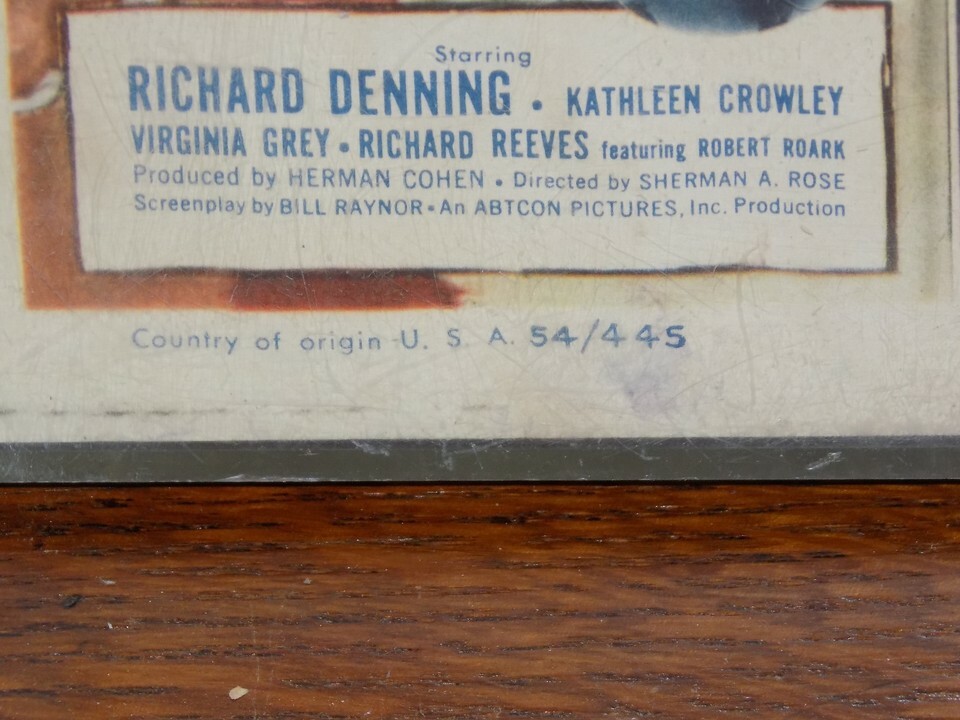 Starring
RICHARD DENNING • KATHLEEN CROWLEY
VIRGINIA GREY • RICHARD REEVES featuring ROBERT ROARK
Produced by HERMAN COHEN • Directed by SHERMAN A. ROSE
Screenplay by BILL RAYNOR • An ABTCON PICTURES, Inc. Production
Country of origin U. S. A. 54/445